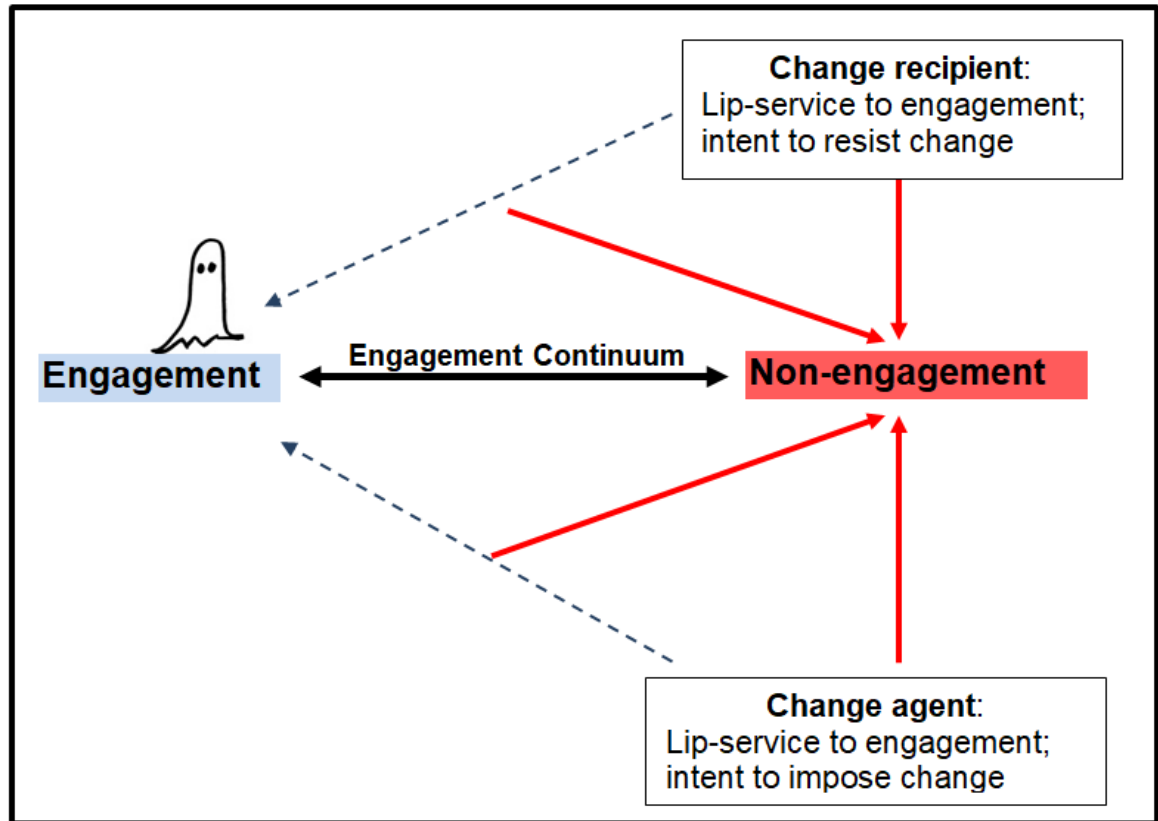 Change recipient:
Lip-service to engagement;
intent to resist change
Engagement Continuum
Engagement
Non-engagement
Change agent:
Lip-service to engagement;
intent to impose change